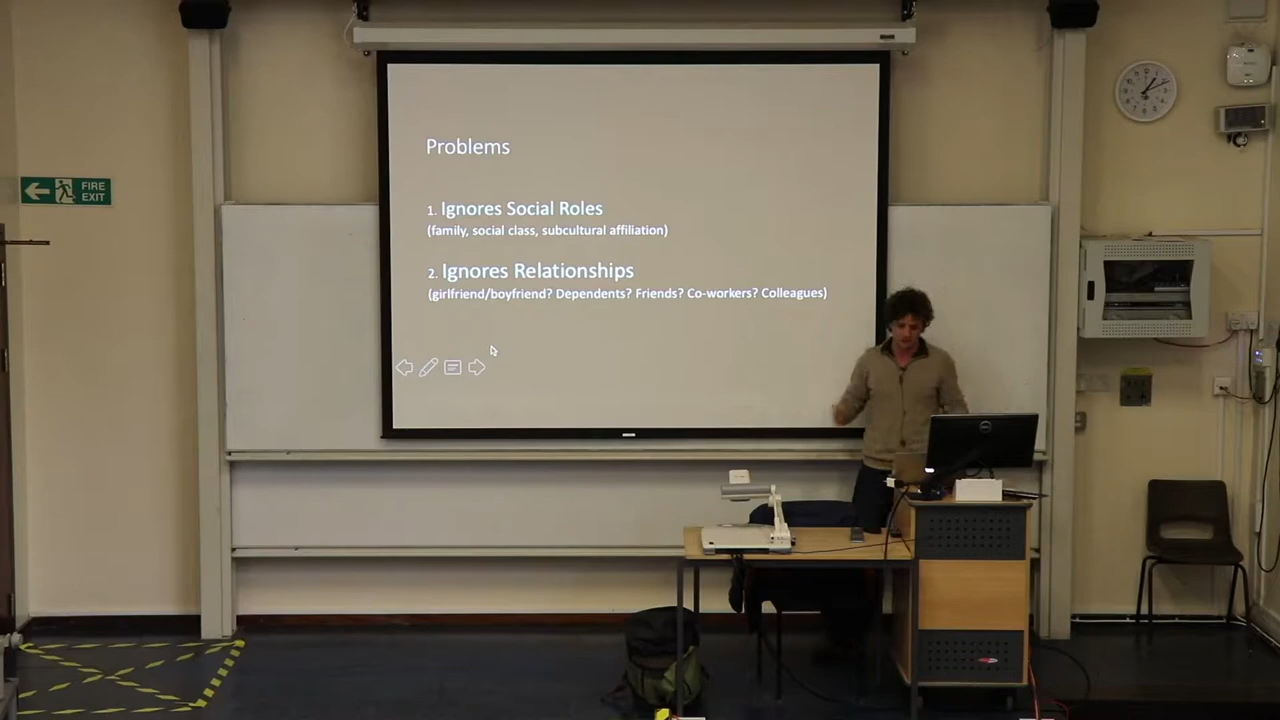 Problems
1. Ignores Social Roles
(family, social class, subcultural affiliation)
2. Ignores Relationships
(girlfriend/boyfriend? Dependents? Friends? Co-workers? Colleagues)
FIRE
EXIT
DELL